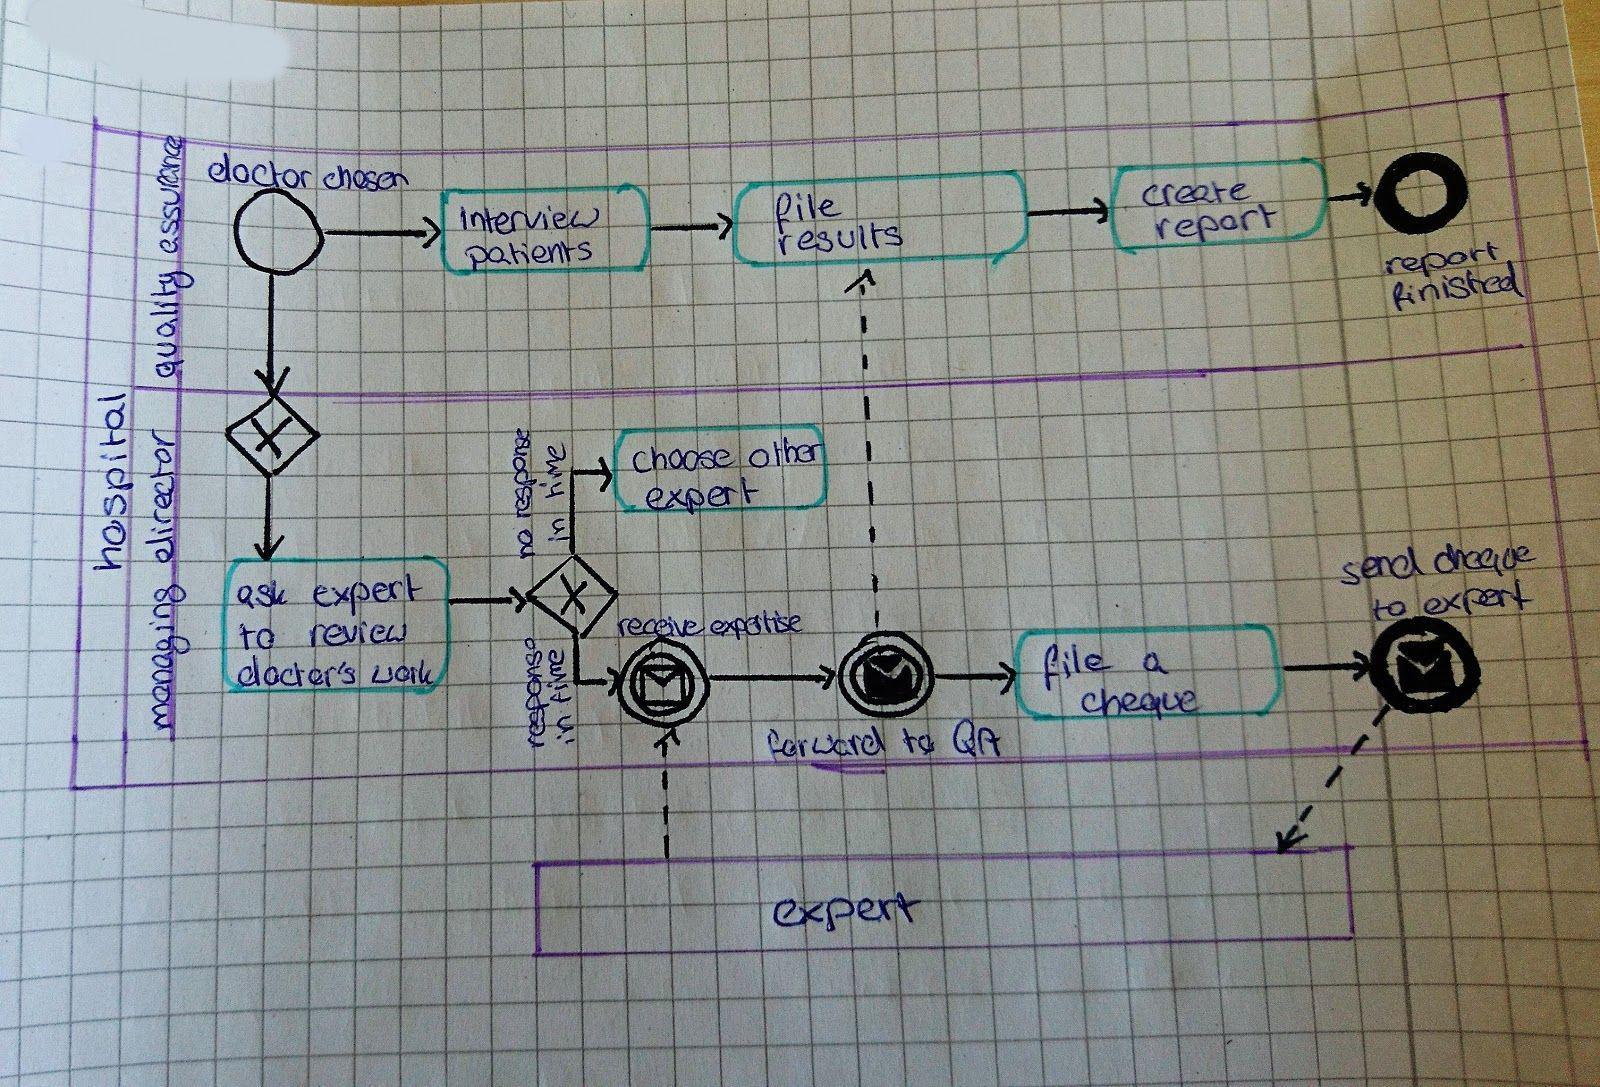 hospital
quality assurance
managing director
doctor chosen
interview
patients
file
results
create
report
report
finished
ask expert
to review
doctor's work
no response
in time
response
in time
choose other
expert
receive expertise
forward to QA
file a
cheque
send cheque
to expert
expert